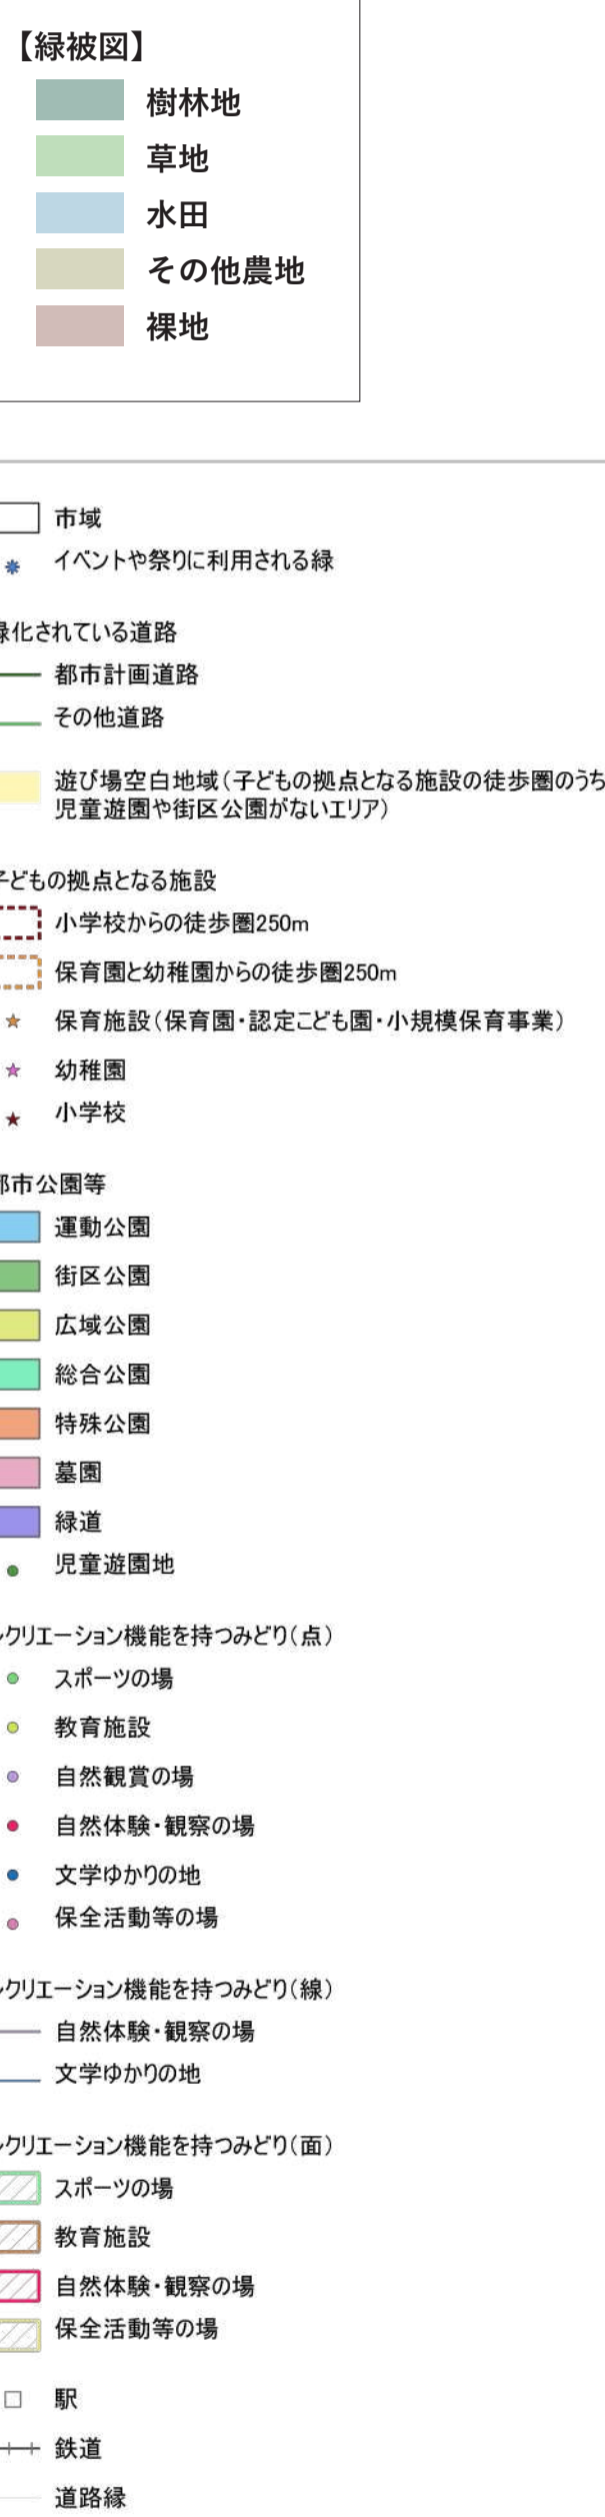 【緑被図】
樹林地
草地
水田
その他農地
裸地
市域
イベントや祭りに利用される緑
緑化されている道路
都市計画道路
その他道路
遊び場空白地域（子どもの拠点となる施設の徒歩圏のうち
児童遊園や街区公園がないエリア）
子どもの拠点となる施設
小学校からの徒歩圏250m
保育園と幼稚園からの徒歩圏250m
保育施設（保育園・認定こども園・小規模保育事業）
幼稚園
小学校
都市公園等
運動公園
街区公園
広域公園
総合公園
特殊公園
墓園
緑道
児童遊園地
レクリエーション機能を持つみどり（点）
スポーツの場
教育施設
自然観賞の場
自然体験・観察の場
文学ゆかりの地
保全活動等の場
レクリエーション機能を持つみどり（線）
自然体験・観察の場
文学ゆかりの地
レクリエーション機能を持つみどり（面）
スポーツの場
教育施設
自然体験・観察の場
保全活動等の場
駅
鉄道
道路縁